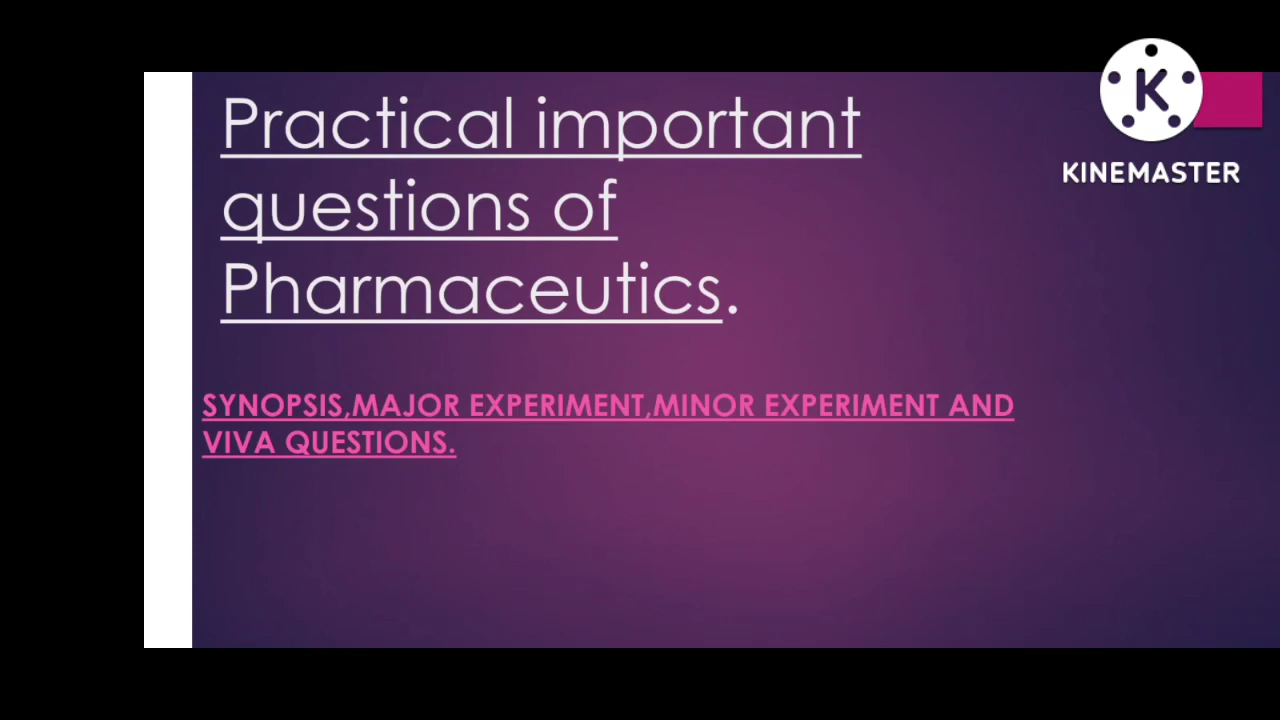 Practical important
questions of
Pharmaceutics.
SYNOPSIS,MAJOR EXPERIMENT,MINOR EXPERIMENT AND
VIVA QUESTIONS.
K
KINEMASTER